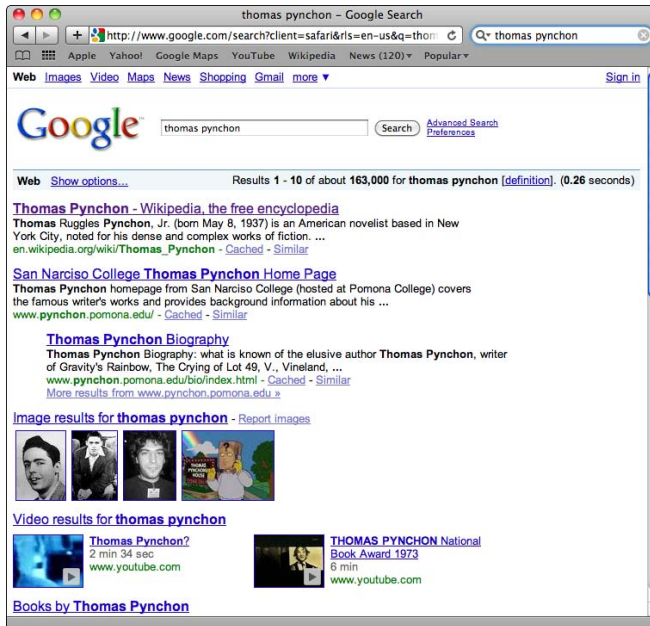 thomas pynchon – Google Search
http://www.google.com/search?client=safari&rls=en-us&q=thom
thomas pynchon
Apple Yahoo! Google Maps YouTube Wikipedia News (120) Popular
Web Images Video Maps News Shopping Gmail more ▼ Sign in
Google
thomas pynchon Search Advanced Search
Preferences
Web Show options... Results 1 - 10 of about 163,000 for thomas pynchon [definition]. (0.26 seconds)
Thomas Pynchon - Wikipedia, the free encyclopedia
Thomas Ruggles Pynchon, Jr. (born May 8, 1937) is an American novelist based in New
York City, noted for his dense and complex works of fiction. ...
en.wikipedia.org/wiki/Thomas_Pynchon - Cached - Similar
San Narciso College Thomas Pynchon Home Page
Thomas Pynchon homepage from San Narciso College (hosted at Pomona College) covers
the famous writer's works and provides background information about his ...
www.pynchon.pomona.edu/ - Cached - Similar
Thomas Pynchon Biography
Thomas Pynchon Biography: what is known of the elusive author Thomas Pynchon, writer
of Gravity's Rainbow, The Crying of Lot 49, V., Vineland, ...
www.pynchon.pomona.edu/bio/index.html - Cached - Similar
More results from www.pynchon.pomona.edu »
Image results for thomas pynchon - Report images
THOMAS
PYNCHON'S
HOUSE
Video results for thomas pynchon
Thomas Pynchon?
2 min 34 sec
www.youtube.com
THOMAS PYNCHON National
Book Award 1973
6 min
www.youtube.com
Books by Thomas Pynchon